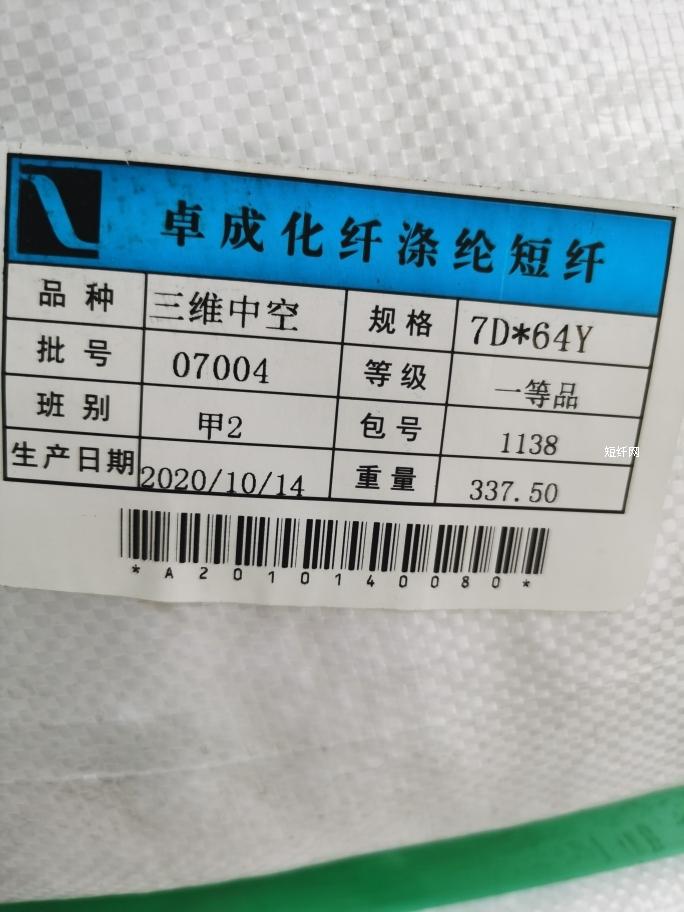 卓成化纤涤纶短纤
品种 三维中空 规格 7D*64Y
批号 07004 等级 一等品
班别 甲2 包号 1138
生产日期 2020/10/14 重量 337.50
*A2010140080*
短纤网